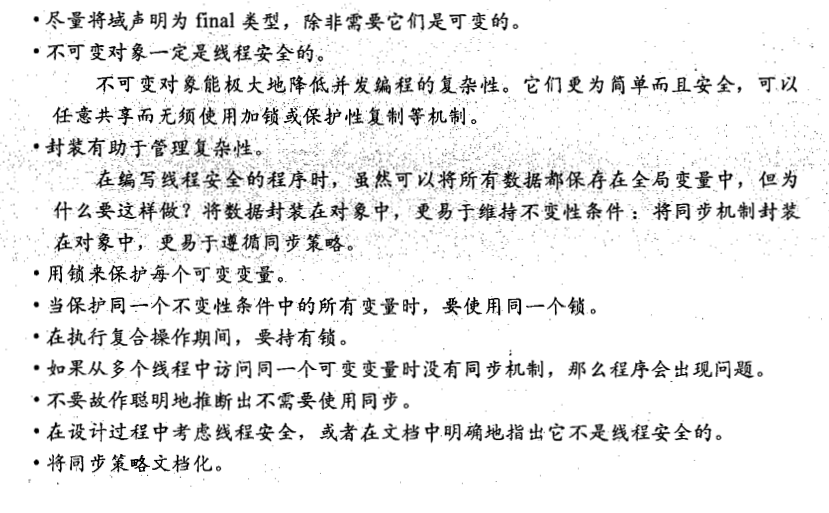 ·尽量将域声明为 final 类型，除非需要它们是可变的。
·不可变对象一定是线程安全的。
不可变对象能极大地降低并发编程的复杂性。它们更为简单而且安全，可以
任意共享而无须使用加锁或保护性复制等机制。
·封装有助于管理复杂性。
在编写线程安全的程序时，虽然可以将所有数据都保存在全局变量中，但为
什么要这样做？将数据封装在对象中，更易于维持不变性条件：将同步机制封装
在对象中，更易于遵循同步策略。
·用锁来保护每个可变变量。
·当保护同一个不变性条件中的所有变量时，要使用同一个锁。
·在执行复合操作期间，要持有锁。
·如果从多个线程中访问同一个可变变量时没有同步机制，那么程序会出现问题。
·不要故作聪明地推断出不需要使用同步。
·在设计过程中考虑线程安全，或者在文档中明确地指出它不是线程安全的。
·将同步策略文档化。